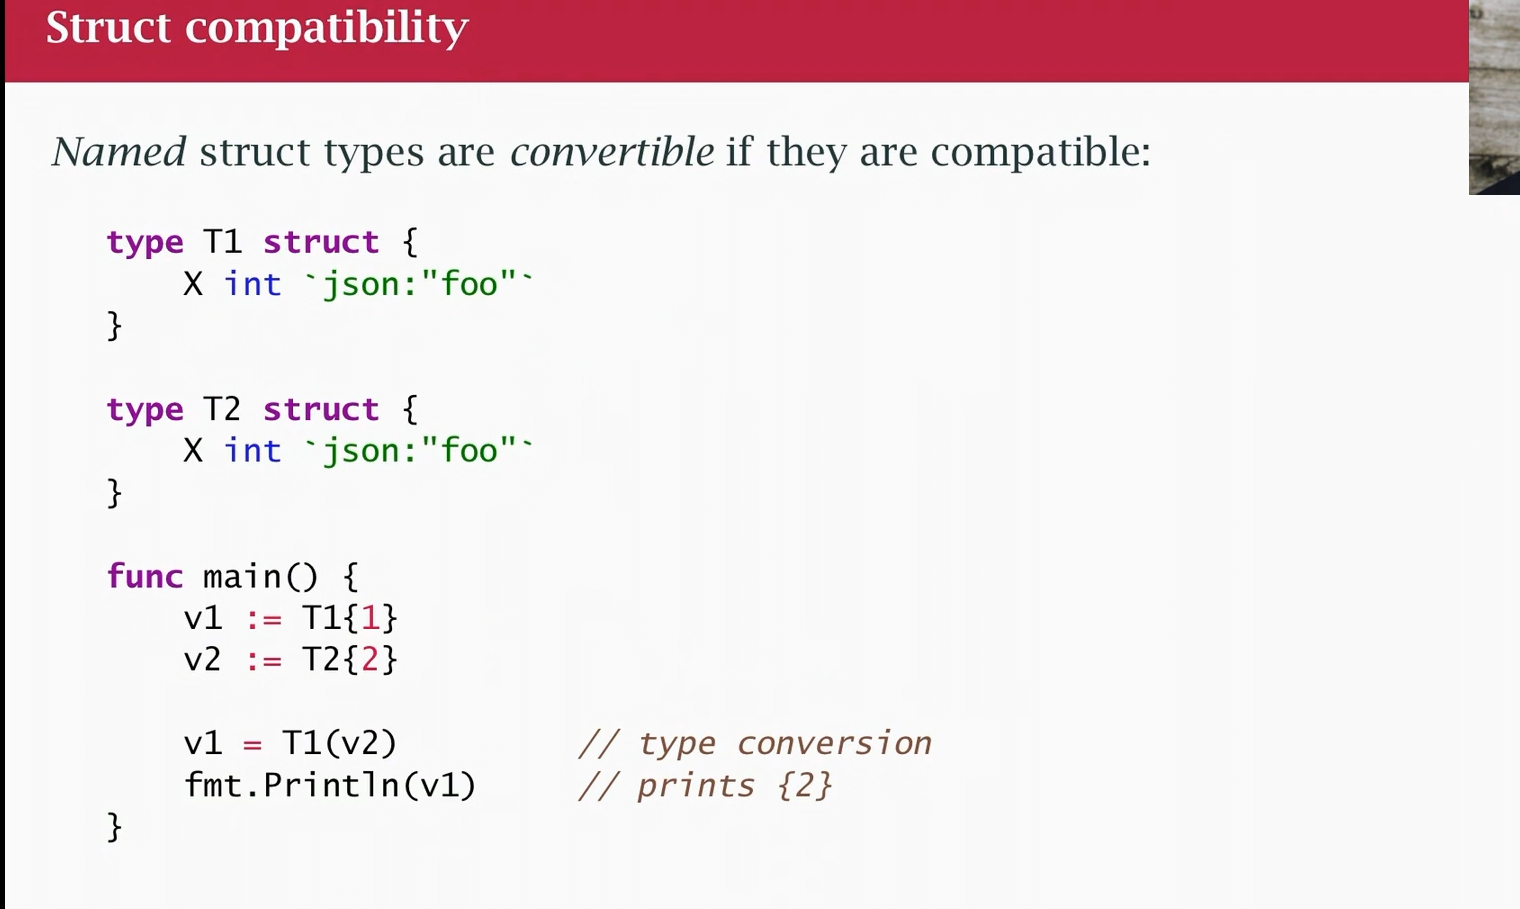 Struct compatibility
Named struct types are convertible if they are compatible:
type T1 struct {
    X int `json:"foo"`
}
type T2 struct {
    X int `json:"foo"`
}
func main() {
    v1 := T1{1}
    v2 := T2{2}
    v1 = T1(v2)         // type conversion
    fmt.Println(v1)     // prints {2}
}